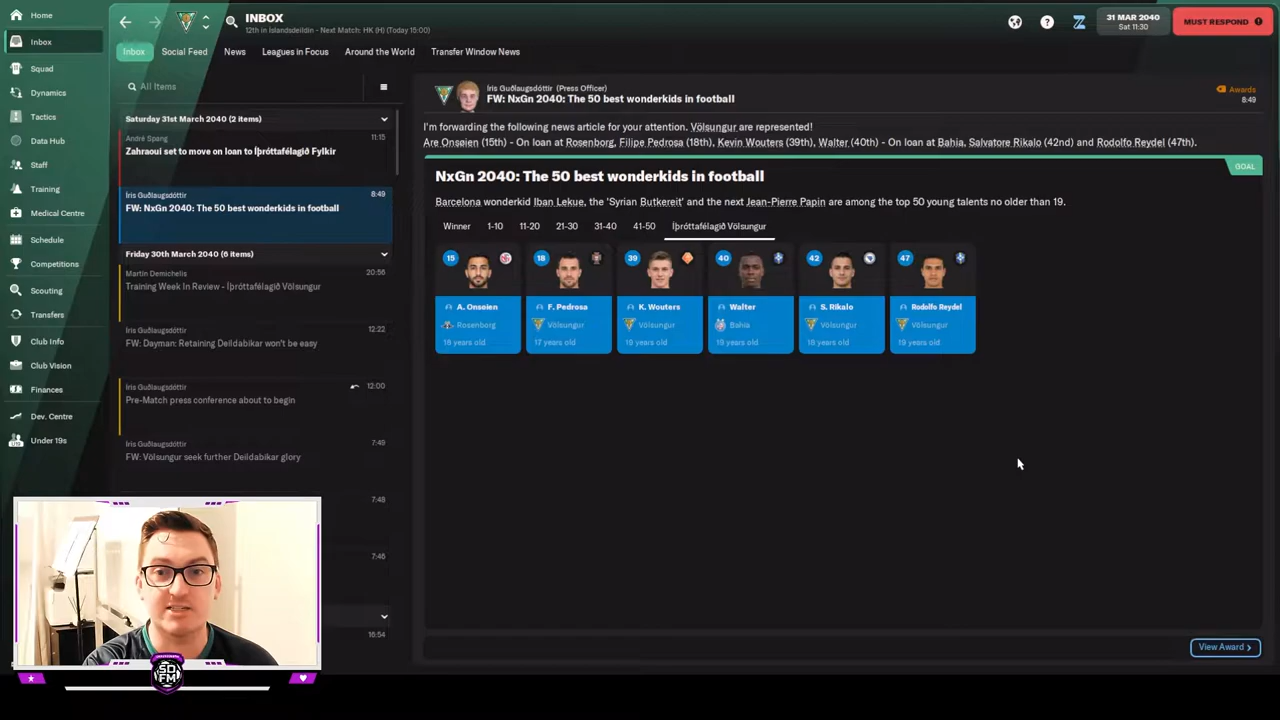 Home
INBOX
12th in Íslandsdeildin - Next Match: HK (H) (Today 15:00)
31 MAR 2040
Sat 11:30
MUST RESPOND
Inbox
Squad
Dynamics
Tactics
Data Hub
Staff
Training
Medical Centre
Schedule
Competitions
Scouting
Transfers
Club Info
Club Vision
Finances
Dev. Centre
Under 19s
Inbox
Social Feed
News
Leagues in Focus
Around the World
Transfer Window News
All Items
Saturday 31st March 2040 (2 items)
André Spang
11:15
Zahraoui set to move on loan to Íþróttafélagið Fylkir
Íris Guðlaugsdóttir
8:49
FW: NxGn 2040: The 50 best wonderkids in football
Friday 30th March 2040 (6 items)
Martín Demichelis
20:56
Training Week In Review - Íþróttafélagið Völsungur
Íris Guðlaugsdóttir
12:22
FW: Dayman: Retaining Deildabikar won't be easy
Íris Guðlaugsdóttir
12:00
Pre-Match press conference about to begin
Íris Guðlaugsdóttir
7:49
FW: Völsungur seek further Deildabikar glory
7:48
7:46
16:54
Íris Guðlaugsdóttir (Press Officer)
FW: NxGn 2040: The 50 best wonderkids in football
Awards
8:49
I'm forwarding the following news article for your attention. Völsungur are represented!
Are Onsøien (15th) - On loan at Rosenborg, Filipe Pedrosa (18th), Kevin Wouters (39th), Walter (40th) - On loan at Bahia, Salvatore Rikalo (42nd) and Rodolfo Reydel (47th).
GOAL
NxGn 2040: The 50 best wonderkids in football
Barcelona wonderkid Iban Lekue, the 'Syrian Butkereit' and the next Jean-Pierre Papin are among the top 50 young talents no older than 19.
Winner
1-10
11-20
21-30
31-40
41-50
Íþróttafélagið Völsungur
15
A. Onsøien
Rosenborg
18 years old
18
F. Pedrosa
Völsungur
17 years old
39
K. Wouters
Völsungur
19 years old
40
Walter
Bahia
19 years old
42
S. Rikalo
Völsungur
18 years old
47
Rodolfo Reydel
Völsungur
19 years old
View Award
SD
FM